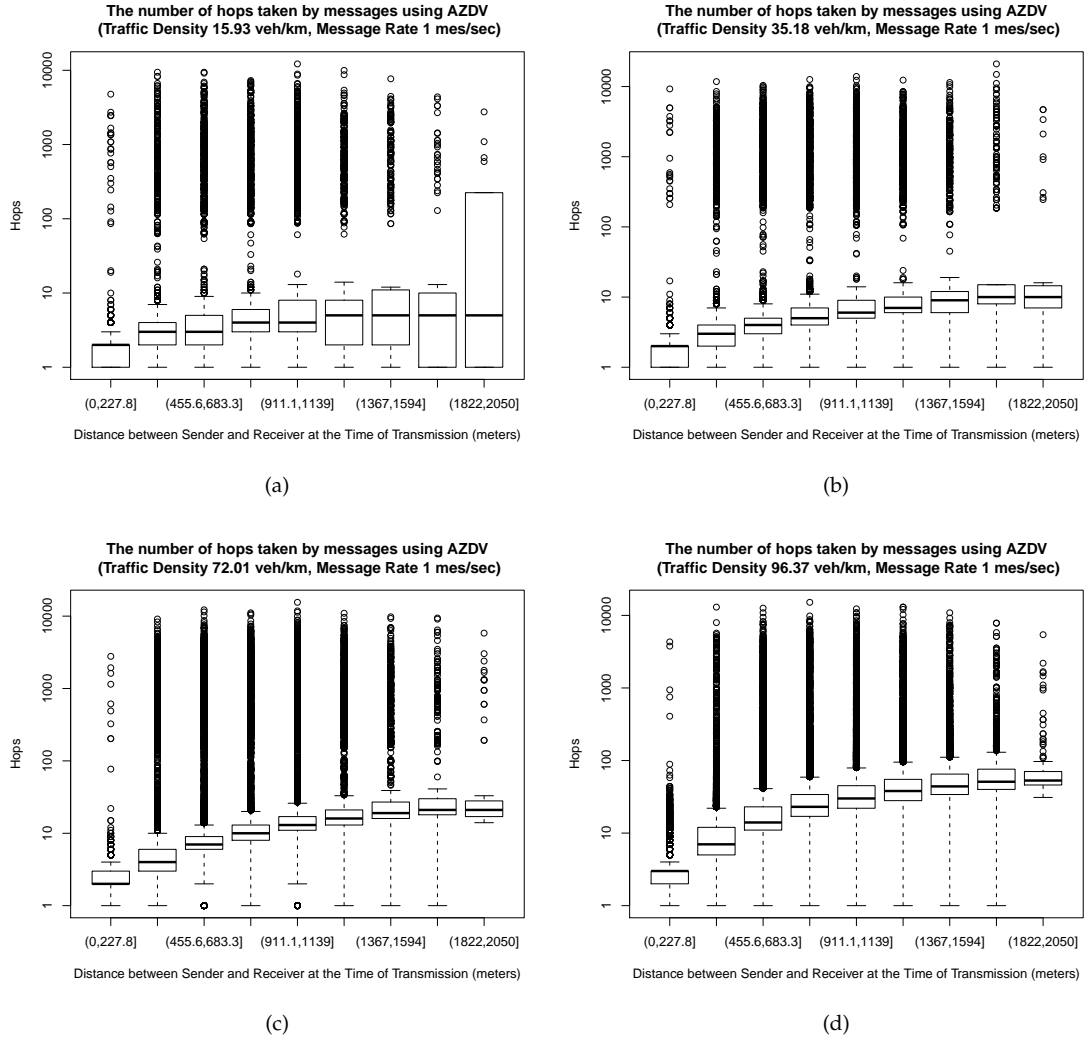 The number of hops taken by messages using AZDV
(Traffic Density 15.93 veh/km, Message Rate 1 mes/sec)
Hops
10000
1000
100
10
1
(0,227.8]
(455.6,683.3]
(911.1,1139]
(1367,1594]
(1822,2050]
Distance between Sender and Receiver at the Time of Transmission (meters)
(a)
The number of hops taken by messages using AZDV
(Traffic Density 35.18 veh/km, Message Rate 1 mes/sec)
Hops
10000
1000
100
10
1
(0,227.8]
(455.6,683.3]
(911.1,1139]
(1367,1594]
(1822,2050]
Distance between Sender and Receiver at the Time of Transmission (meters)
(b)
The number of hops taken by messages using AZDV
(Traffic Density 72.01 veh/km, Message Rate 1 mes/sec)
Hops
10000
1000
100
10
1
(0,227.8]
(455.6,683.3]
(911.1,1139]
(1367,1594]
(1822,2050]
Distance between Sender and Receiver at the Time of Transmission (meters)
(c)
The number of hops taken by messages using AZDV
(Traffic Density 96.37 veh/km, Message Rate 1 mes/sec)
Hops
10000
1000
100
10
1
(0,227.8]
(455.6,683.3]
(911.1,1139]
(1367,1594]
(1822,2050]
Distance between Sender and Receiver at the Time of Transmission (meters)
(d)